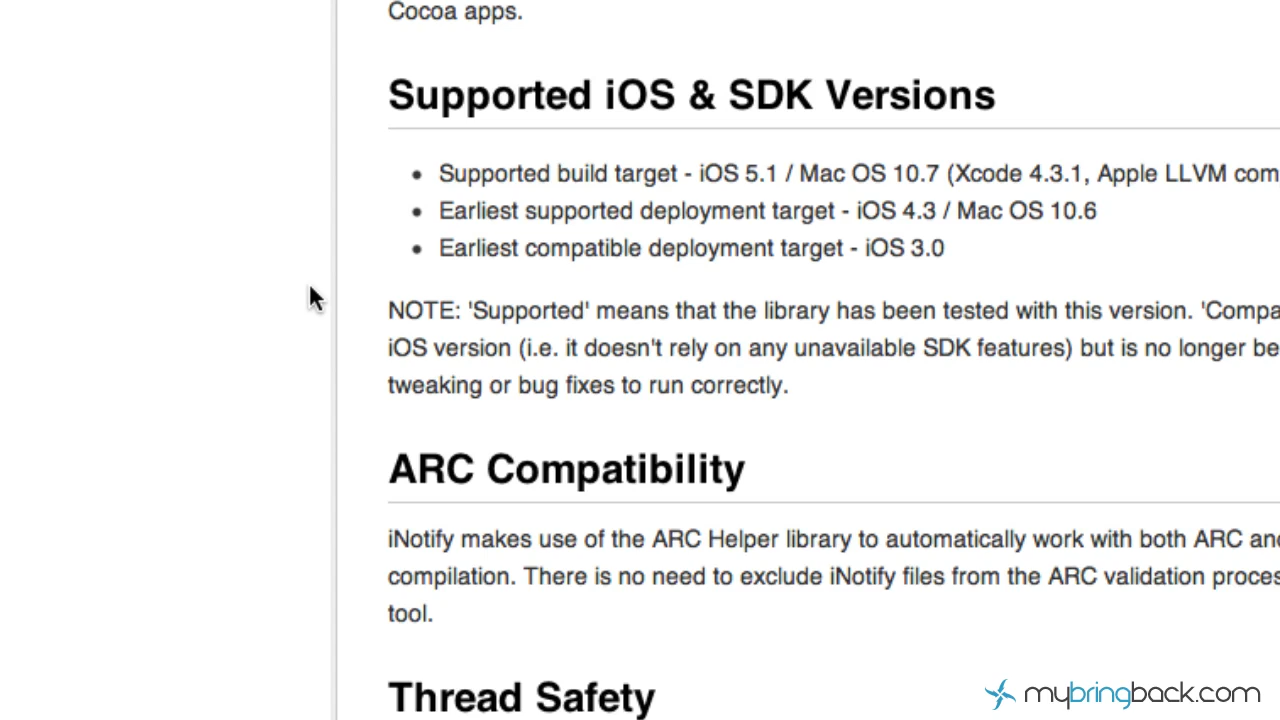 Cocoa apps.
Supported iOS & SDK Versions
Supported build target - iOS 5.1 / Mac OS 10.7 (Xcode 4.3.1, Apple LLVM com
Earliest supported deployment target - iOS 4.3 / Mac OS 10.6
Earliest compatible deployment target - iOS 3.0
NOTE: 'Supported' means that the library has been tested with this version. 'Compa
iOS version (i.e. it doesn't rely on any unavailable SDK features) but is no longer be
tweaking or bug fixes to run correctly.
ARC Compatibility
iNotify makes use of the ARC Helper library to automatically work with both ARC and
compilation. There is no need to exclude iNotify files from the ARC validation proces
tool.
Thread Safety
mybringback.com